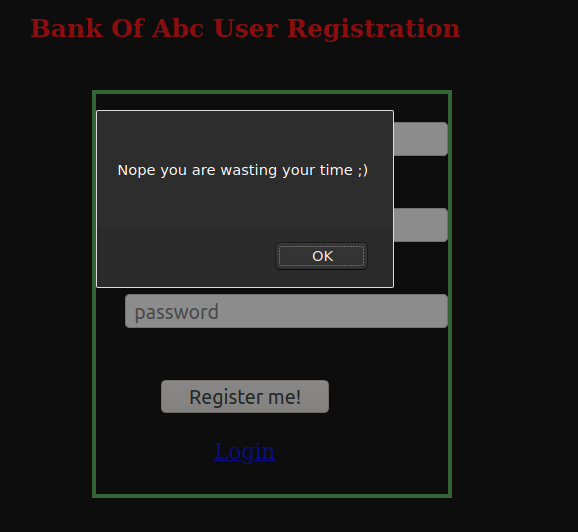 Bank Of Abc User Registration
Nope you are wasting your time ;)
OK
password
Register me!
Login